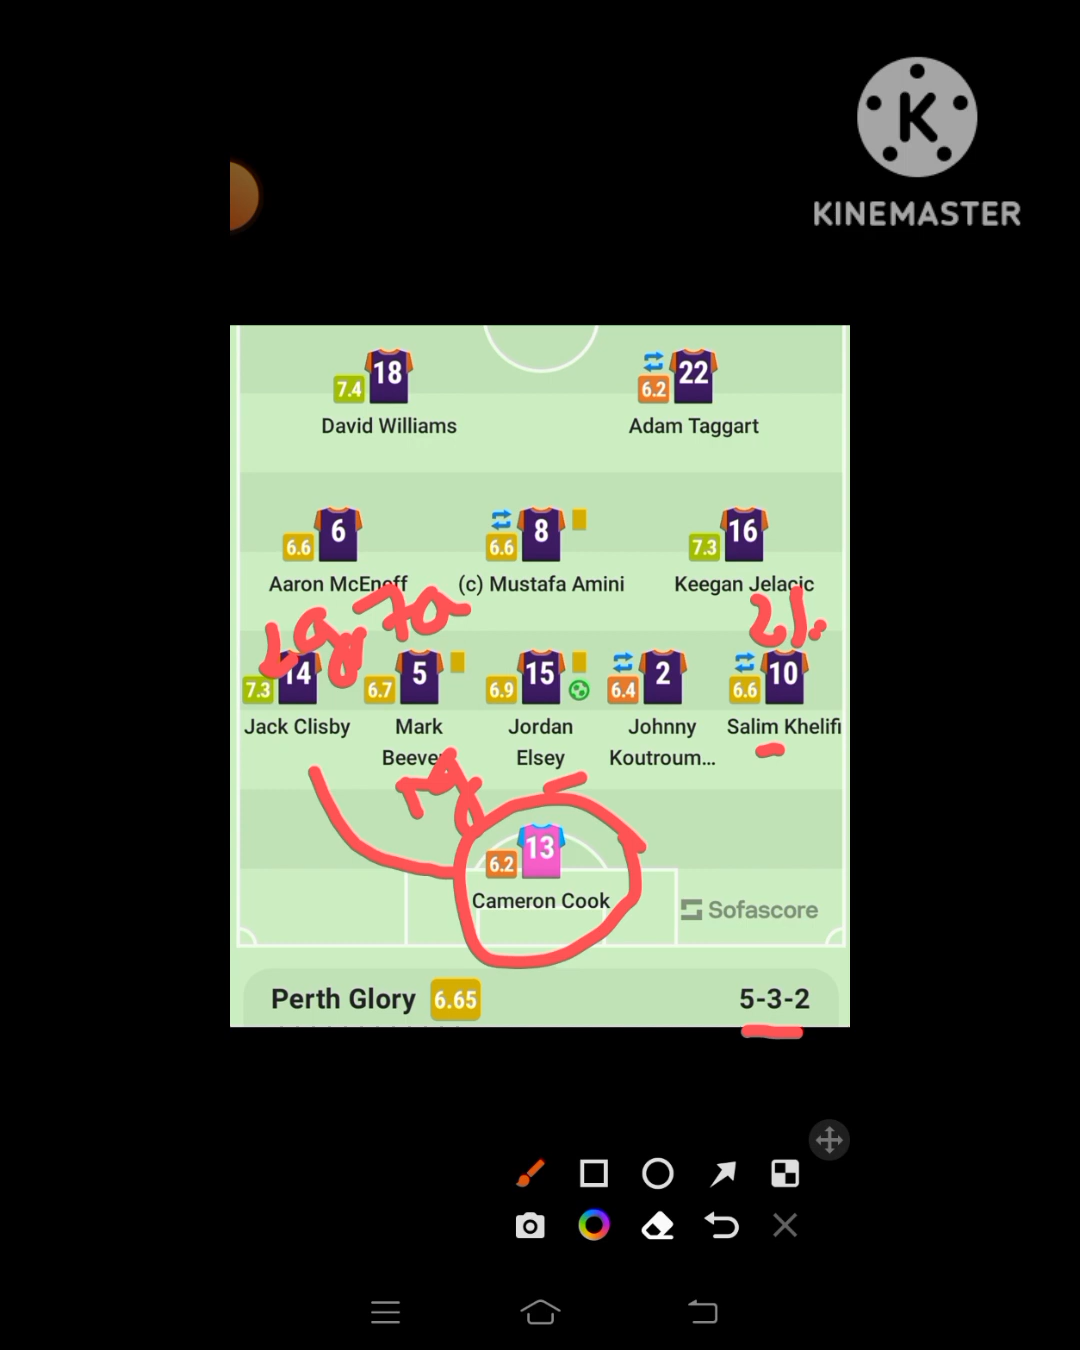 K
KINEMASTER
18 22
7.4 6.2
David Williams Adam Taggart
6 8 16
6.6 6.6 7.3
Aaron McEneff (c) Mustafa Amini Keegan Jelacic
2%
14 5 15 2 10
7.3 6.7 6.9 6.4 6.6
Jack Clisby Mark Jordan Johnny Salim Khelifi
Beevers Elsey Koutroum...
13
6.2
Cameron Cook
Sofascore
Perth Glory 6.65 5-3-2